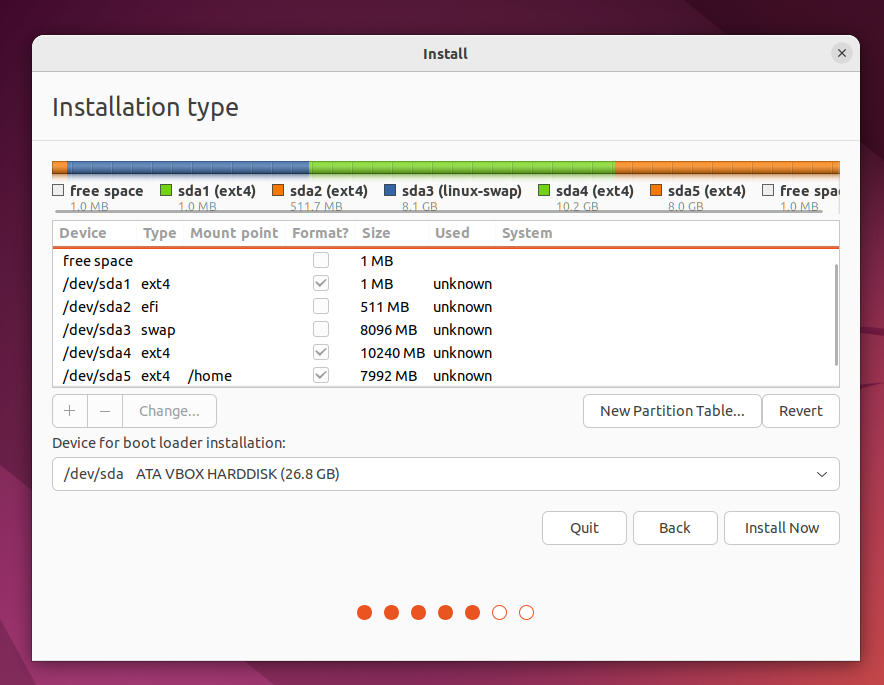 Install
Installation type
free space sda1 (ext4) sda2 (ext4) sda3 (linux-swap) sda4 (ext4) sda5 (ext4) free spa
1.0 MB 1.0 MB 511.7 MB 8.1 GB 10.2 GB 8.0 GB 1.0 MB
Device Type Mount point Format? Size Used System
free space 1 MB
/dev/sda1 ext4 1 MB unknown
/dev/sda2 efi 511 MB unknown
/dev/sda3 swap 8096 MB unknown
/dev/sda4 ext4 10240 MB unknown
/dev/sda5 ext4 /home 7992 MB unknown
+ − Change... New Partition Table... Revert
Device for boot loader installation:
/dev/sda ATA VBOX HARDDISK (26.8 GB)
Quit Back Install Now